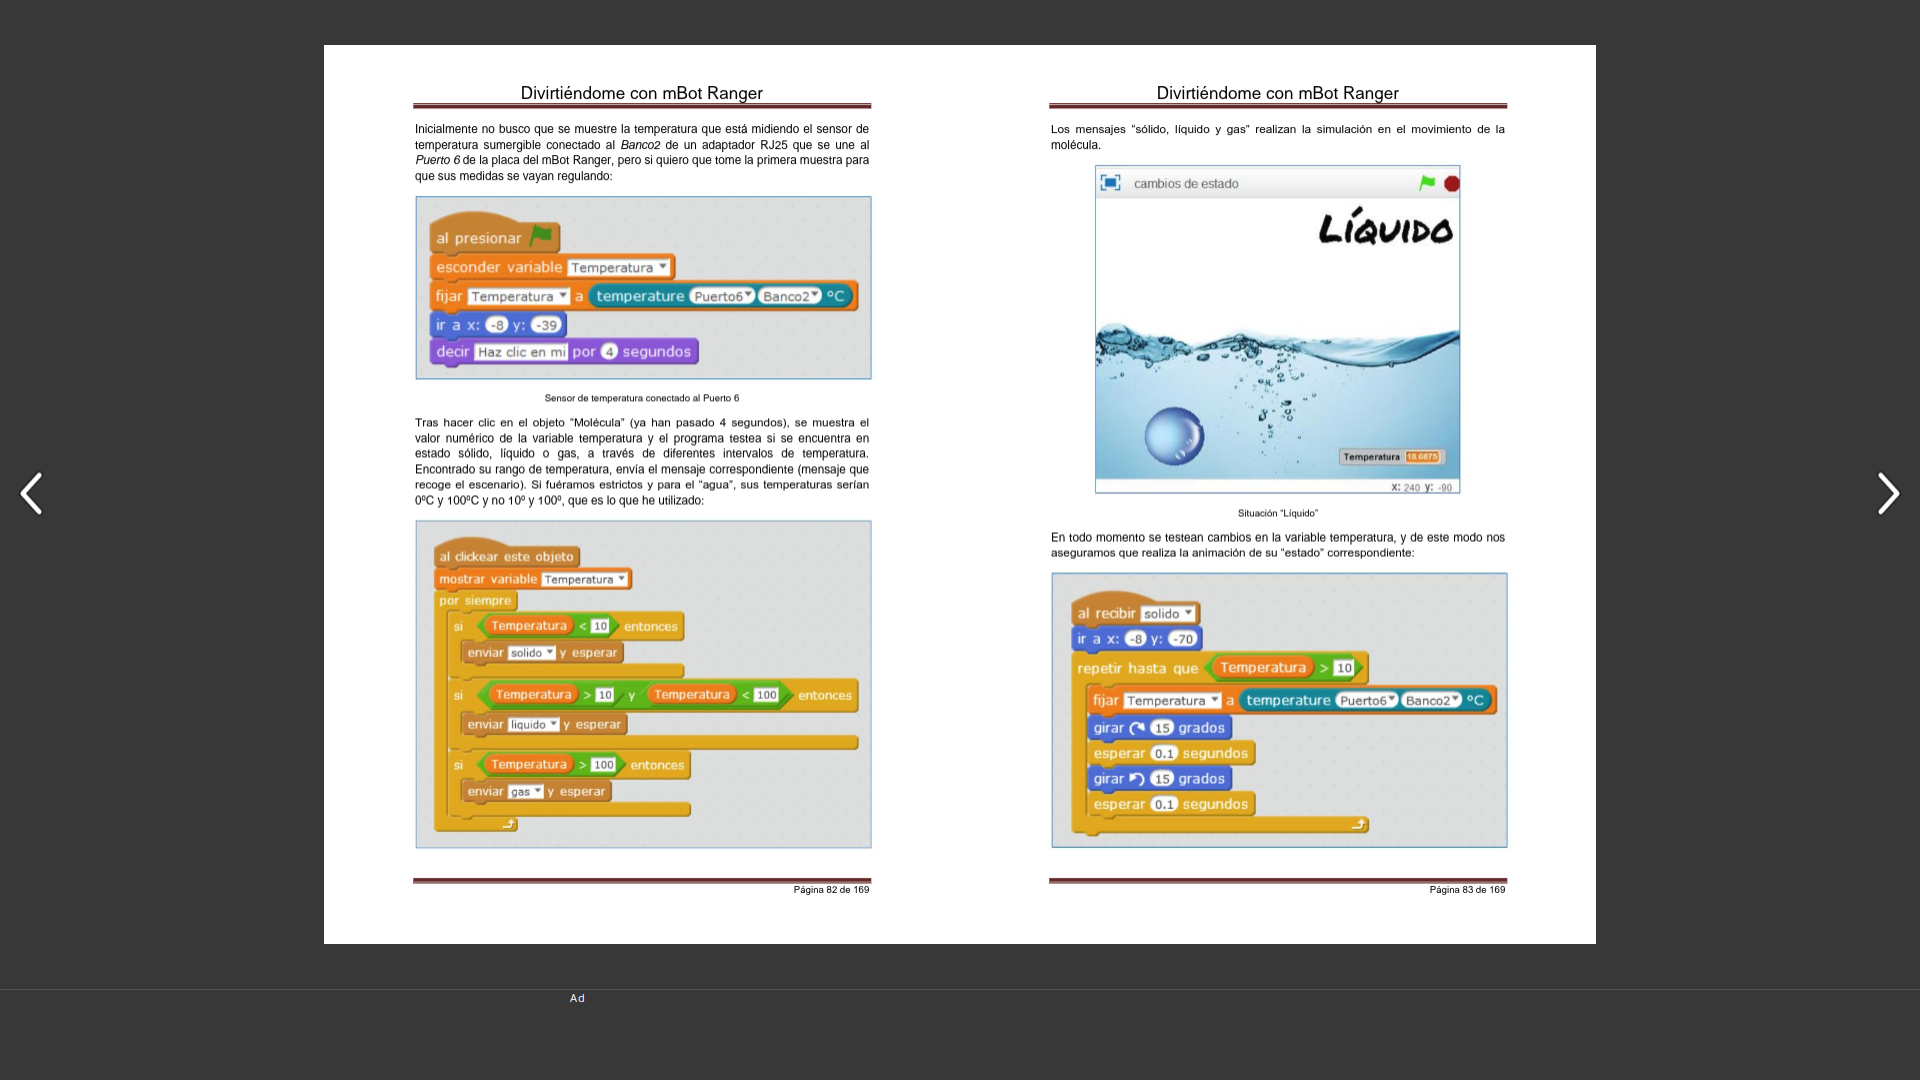 Divirtiéndome con mBot Ranger
Inicialmente no busco que se muestre la temperatura que está midiendo el sensor de
temperatura sumergible conectado al Banco2 de un adaptador RJ25 que se une al
Puerto 6 de la placa del mBot Ranger, pero si quiero que tome la primera muestra para
que sus medidas se vayan regulando:
al presionar
esconder variable Temperatura
fijar Temperatura a temperature Puerto6 Banco2 ºC
ir a x: -8 y: -39
decir Haz clic en mi por 4 segundos
Sensor de temperatura conectado al Puerto 6
Tras hacer clic en el objeto “Molécula” (ya han pasado 4 segundos), se muestra el
valor numérico de la variable temperatura y el programa testea si se encuentra en
estado sólido, líquido o gas, a través de diferentes intervalos de temperatura.
Encontrado su rango de temperatura, envía el mensaje correspondiente (mensaje que
recoge el escenario). Si fuéramos estrictos y para el “agua”, sus temperaturas serían
0ºC y 100ºC y no 10º y 100º, que es lo que he utilizado:
al clickear este objeto
mostrar variable Temperatura
por siempre
si Temperatura < 10 entonces
enviar solido y esperar
si Temperatura > 10 y Temperatura < 100 entonces
enviar liquido y esperar
si Temperatura > 100 entonces
enviar gas y esperar
Página 82 de 169
Divirtiéndome con mBot Ranger
Los mensajes “sólido, líquido y gas” realizan la simulación en el movimiento de la
molécula.
cambios de estado
LÍQUIDO
Temperatura 18.6875
x: 240 y: -90
Situación “Líquido”
En todo momento se testean cambios en la variable temperatura, y de este modo nos
aseguramos que realiza la animación de su “estado” correspondiente:
al recibir solido
ir a x: -8 y: -70
repetir hasta que Temperatura > 10
fijar Temperatura a temperature Puerto6 Banco2 ºC
girar 15 grados
esperar 0.1 segundos
girar 15 grados
esperar 0.1 segundos
Página 83 de 169
Ad